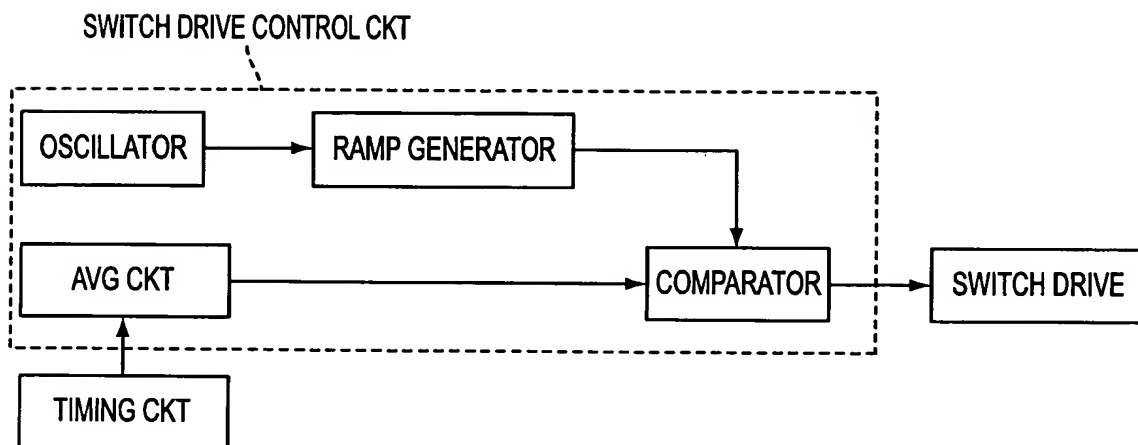 SWITCH DRIVE CONTROL CKT
OSCILLATOR
RAMP GENERATOR
AVG CKT
COMPARATOR
SWITCH DRIVE
TIMING CKT